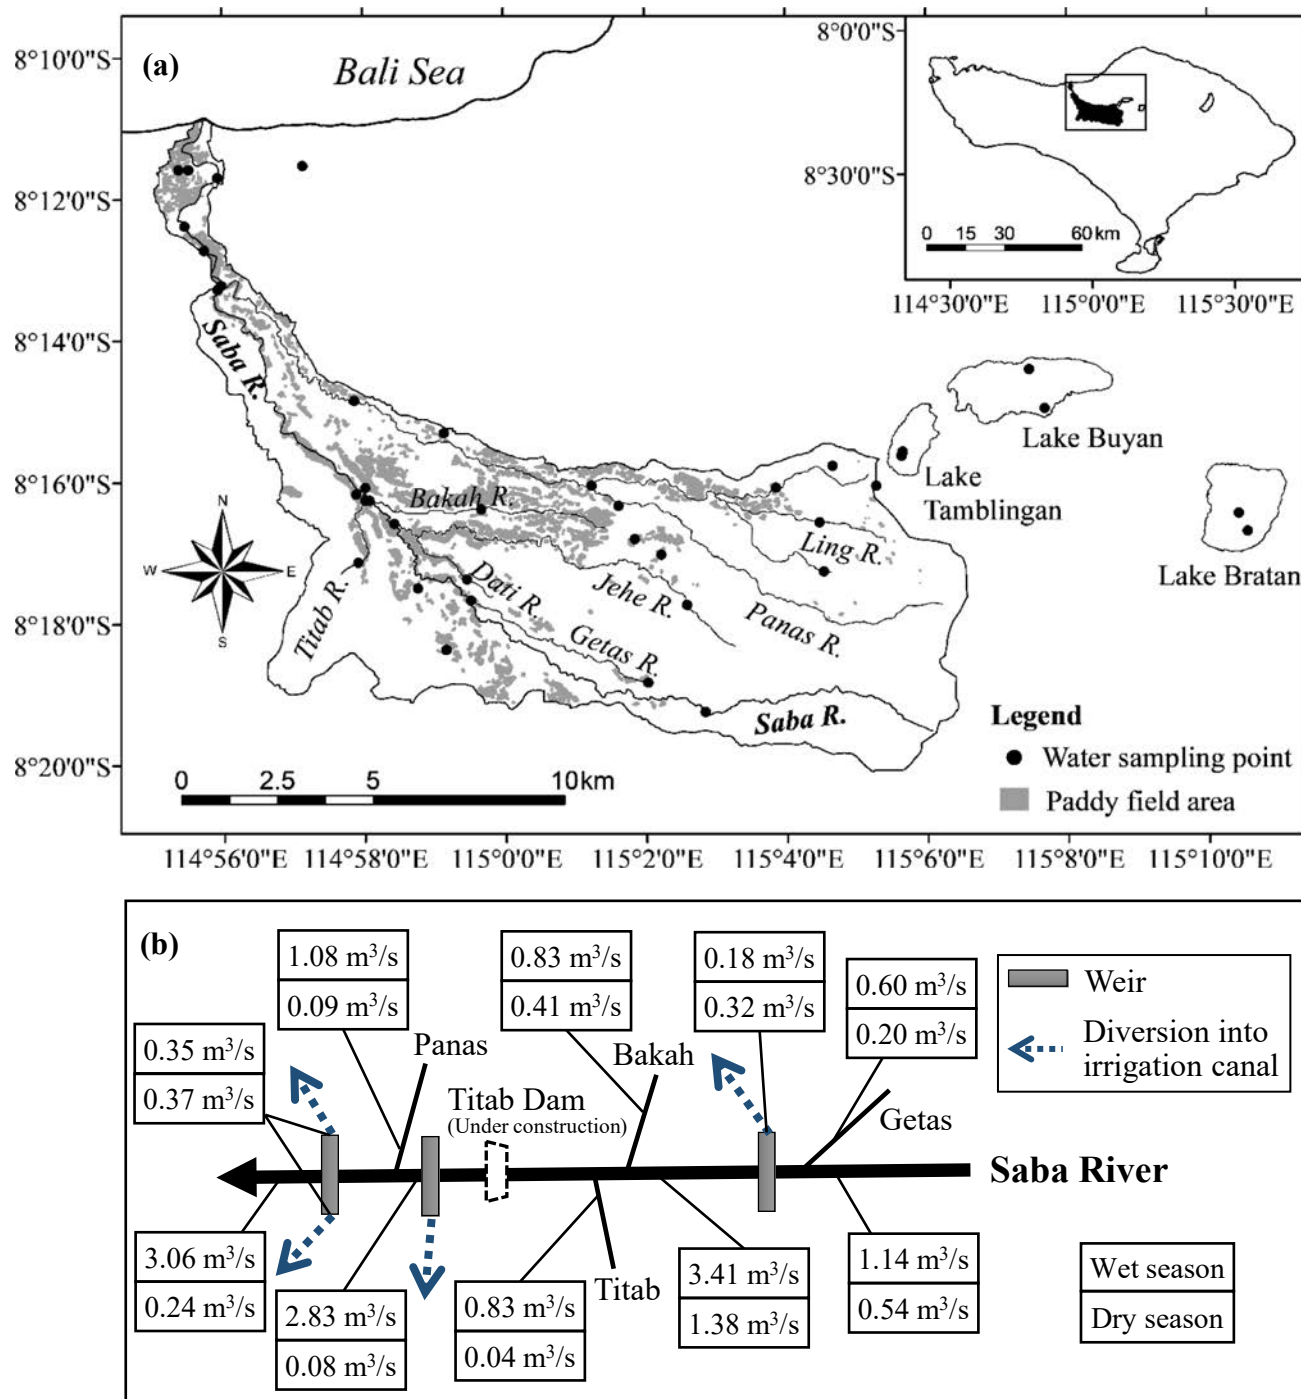 (a)
Bali Sea
8°10'0"S
8°12'0"S
8°14'0"S
8°16'0"S
8°18'0"S
8°20'0"S
8°0'0"S
8°30'0"S
0 15 30 60 km
114°30'0"E 115°0'0"E 115°30'0"E
Saba R.
Lake Buyan
Lake
Tamblingan
Lake Bratan
Bakah R.
Ling R.
Titab R.
Dati R.
Jehe R.
Panas R.
Getas R.
Saba R.
N
W
E
S
Legend
Water sampling point
Paddy field area
0 2.5 5 10 km
114°56'0"E 114°58'0"E 115°0'0"E 115°2'0"E 115°4'0"E 115°6'0"E 115°8'0"E 115°10'0"E
(b)
1.08 m³/s
0.09 m³/s
0.83 m³/s
0.41 m³/s
0.18 m³/s
0.32 m³/s
0.60 m³/s
0.20 m³/s
Weir
Diversion into
irrigation canal
0.35 m³/s
0.37 m³/s
Panas
Titab Dam
(Under construction)
Bakah
Getas
Saba River
3.06 m³/s
0.24 m³/s
2.83 m³/s
0.08 m³/s
0.83 m³/s
0.04 m³/s
Titab
3.41 m³/s
1.38 m³/s
1.14 m³/s
0.54 m³/s
Wet season
Dry season